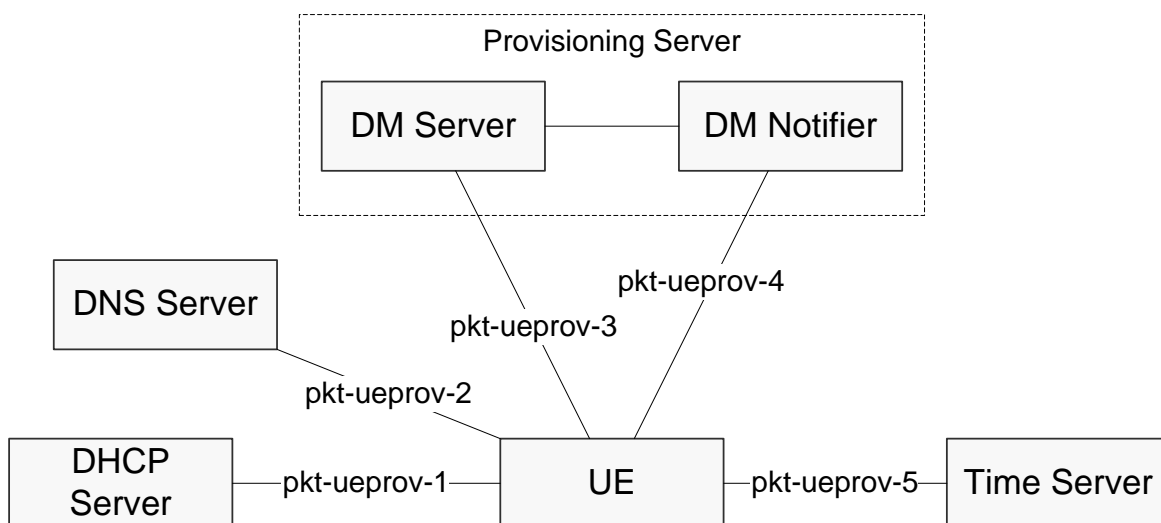 Provisioning Server
DM Server
DM Notifier
pkt-ueprov-4
DNS Server
pkt-ueprov-3
pkt-ueprov-2
DHCP
Server
pkt-ueprov-1
UE
pkt-ueprov-5
Time Server